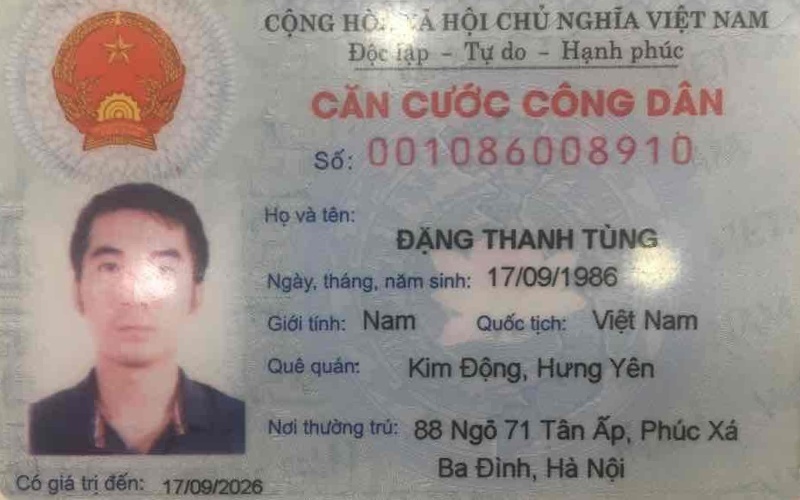 CỘNG HÒA XÃ HỘI CHỦ NGHĨA VIỆT NAM
Độc lập - Tự do - Hạnh phúc
CĂN CƯỚC CÔNG DÂN
Số: 001086008910
Họ và tên:
ĐẶNG THANH TÙNG
Ngày, tháng, năm sinh: 17/09/1986
Giới tính: Nam Quốc tịch: Việt Nam
Quê quán: Kim Động, Hưng Yên
Nơi thường trú: 88 Ngõ 71 Tân Ấp, Phúc Xá
Ba Đình, Hà Nội
Có giá trị đến: 17/09/2026